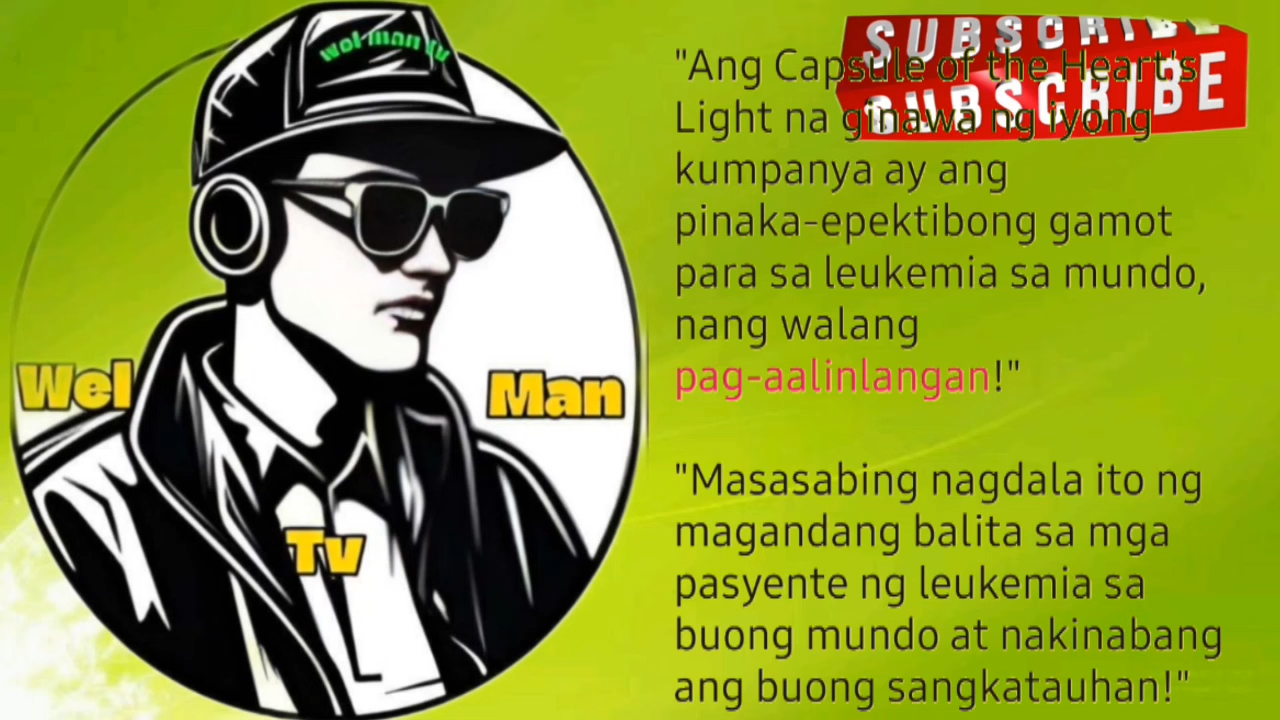 wel man tv
Wel
Man
Tv
SUBSCRIBE
SUBSCRIBE
"Ang Capsule of the Heart's
Light na ginawa ng iyong
kumpanya ay ang
pinaka-epektibong gamot
para sa leukemia sa mundo,
nang walang
pag-aalinlangan!"
"Masasabing nagdala ito ng
magandang balita sa mga
pasyente ng leukemia sa
buong mundo at nakinabang
ang buong sangkatauhan!"